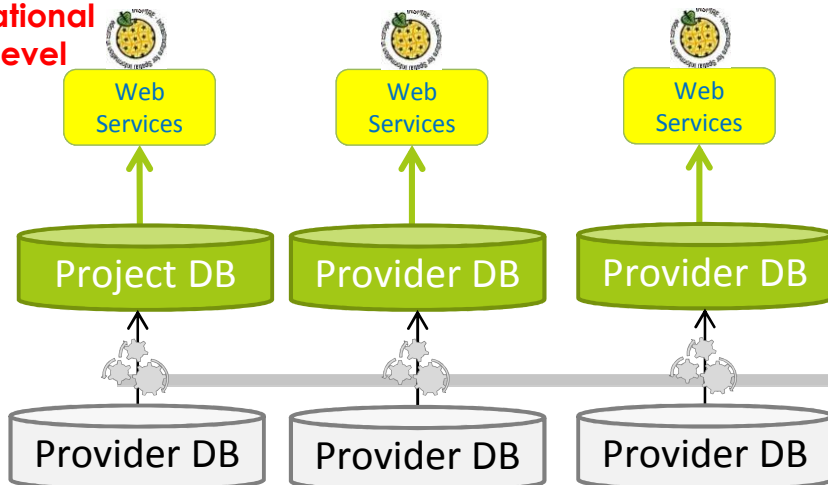 ational
evel
Web
Services
Web
Services
Web
Services
Project DB
Provider DB
Provider DB
Provider DB
Provider DB
Provider DB